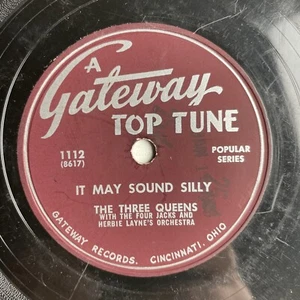 A
Gateway
TOP TUNE
1112
(8617)
POPULAR
SERIES
IT MAY SOUND SILLY
THE THREE QUEENS
WITH THE FOUR JACKS AND
HERBIE LAYNE'S ORCHESTRA
GATEWAY RECORDS, CINCINNATI, OHIO